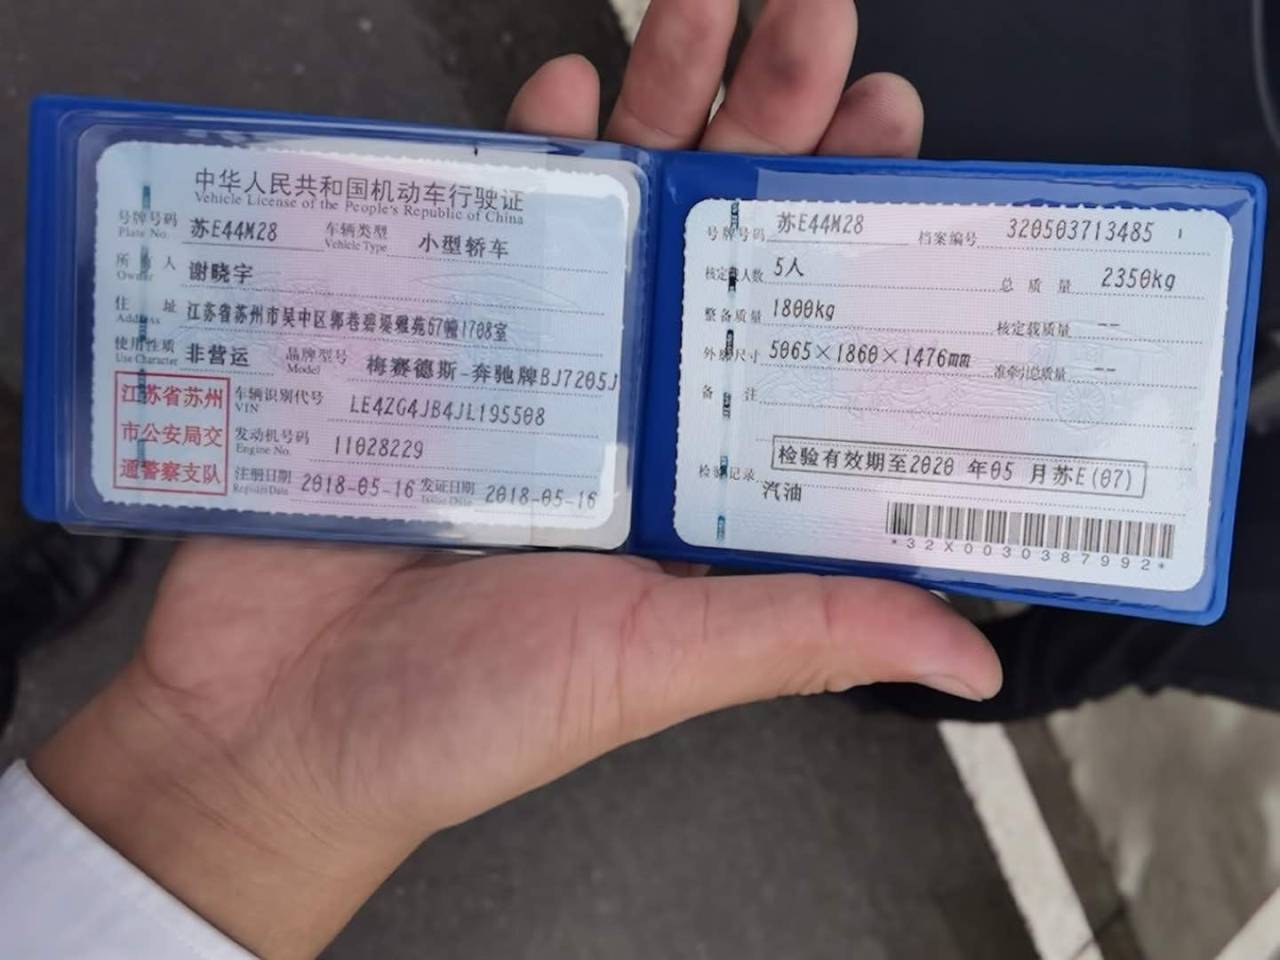 中华人民共和国机动车行驶证
Vehicle License of the People's Republic of China
号牌号码 苏E44M28 车辆类型 小型轿车
Plate No. Vehicle Type
所有人 谢晓宇
Owner
住址 江苏省苏州市吴中区郭巷碧堤雅苑67幢1708室
Address
使用性质 非营运 品牌型号 梅赛德斯-奔驰牌BJ7205J
Use Character Model
江苏省苏州
市公安局交
通警察支队
车辆识别代号 LE4ZG4JB4JL195508
VIN
发动机号码 11028229
Engine No.
注册日期 2018-05-16 发证日期 2018-05-16
Register Date Issue Date
号牌号码 苏E44M28 档案编号 320503713485
核定载人数 5人 总质量 2350kg
整备质量 1800kg 核定载质量 --
外廓尺寸 5065×1860×1476mm 准牵引总质量 --
备注
检验记录 检验有效期至2020 年05 月苏E(07)
汽油
*32X0030387992*